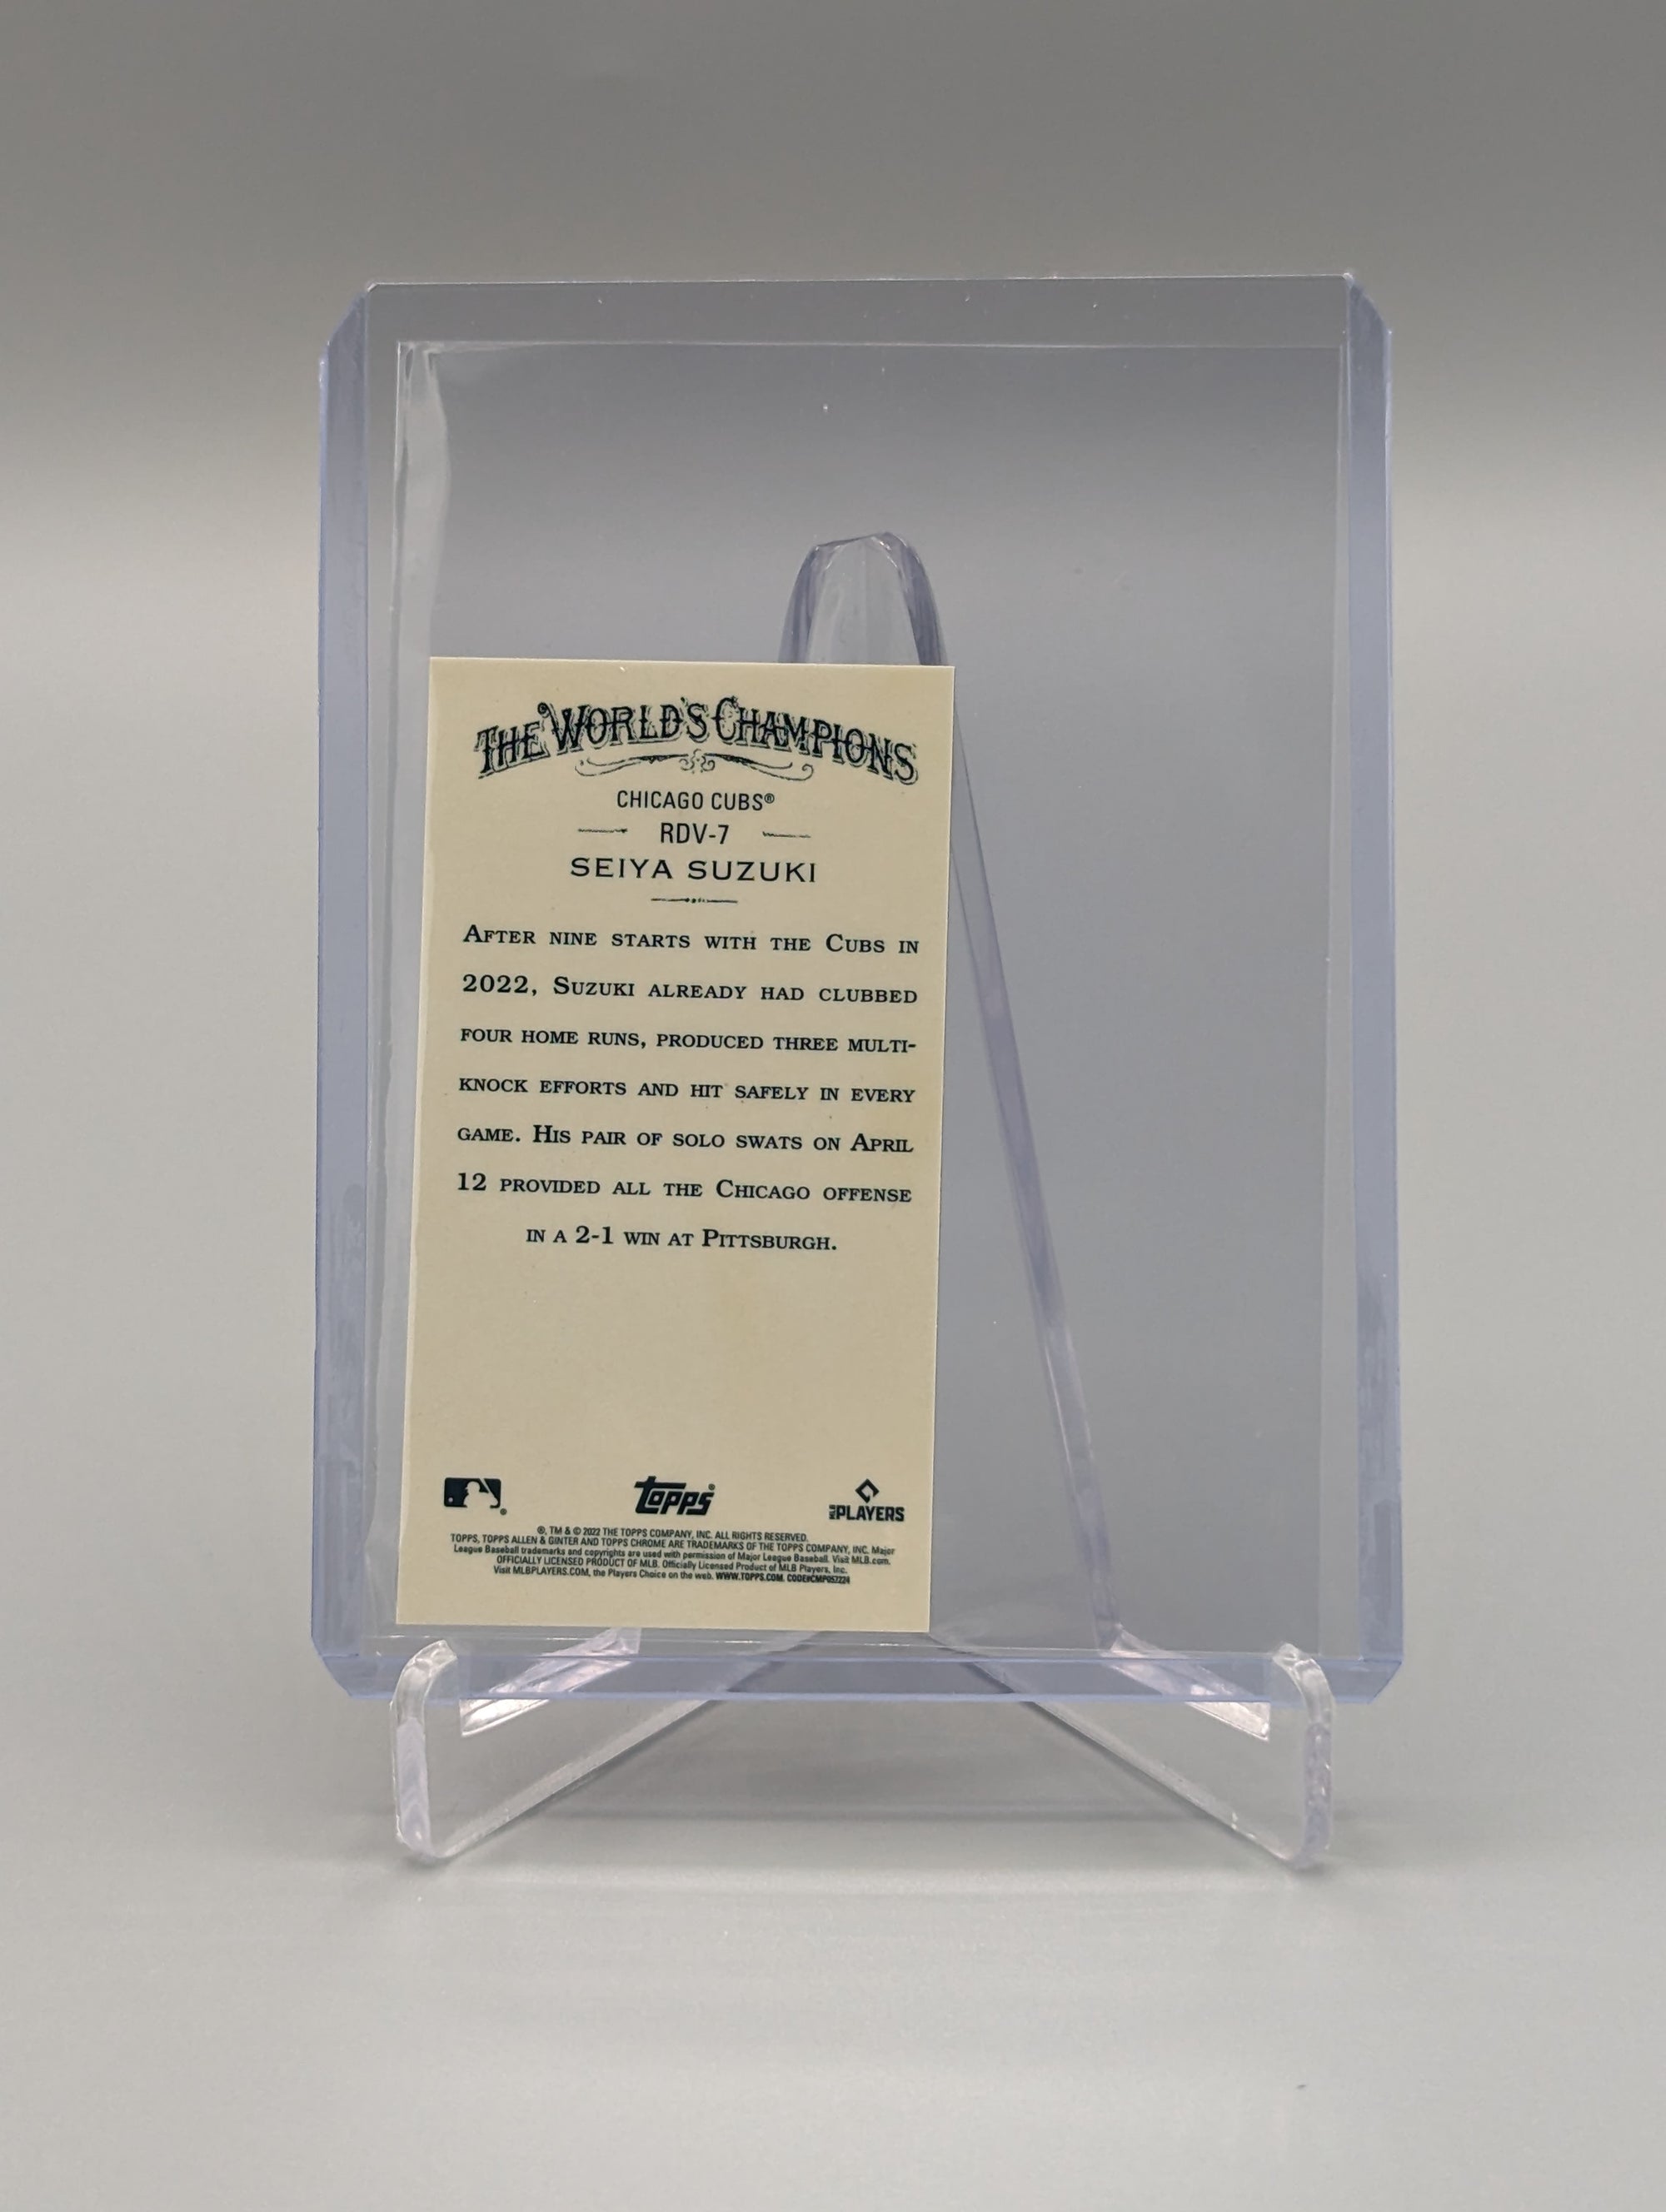 THE WORLD'S CHAMPIONS
CHICAGO CUBS®
RDV-7
SEIYA SUZUKI
AFTER NINE STARTS WITH THE CUBS IN
2022, SUZUKI ALREADY HAD CLUBBED
FOUR HOME RUNS, PRODUCED THREE MULTI-
KNOCK EFFORTS AND HIT SAFELY IN EVERY
GAME. HIS PAIR OF SOLO SWATS ON APRIL
12 PROVIDED ALL THE CHICAGO OFFENSE
IN A 2-1 WIN AT PITTSBURGH.
topps®
MLB PLAYERS
®, TM & © 2022 THE TOPPS COMPANY, INC. ALL RIGHTS RESERVED.
TOPPS, TOPPS ALLEN & GINTER AND TOPPS CHROME ARE TRADEMARKS OF THE TOPPS COMPANY, INC. Major
League Baseball trademarks and copyrights are used with permission of Major League Baseball. Visit MLB.com.
OFFICIALLY LICENSED PRODUCT OF MLB. Officially Licensed Product of MLB Players, Inc.
Visit MLBPLAYERS.COM, the Players Choice on the web. WWW.TOPPS.COM. CODE#CMP057224